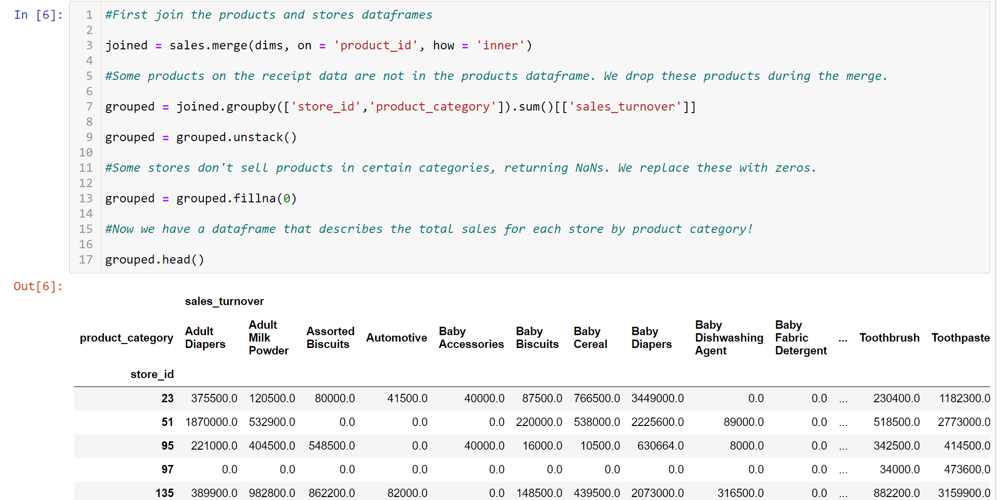 In [6]:
1 #First join the products and stores dataframes
2
3 joined = sales.merge(dims, on = 'product_id', how = 'inner')
4
5 #Some products on the receipt data are not in the products dataframe. We drop these products during the merge.
6
7 grouped = joined.groupby(['store_id','product_category']).sum()[['sales_turnover']]
8
9 grouped = grouped.unstack()
10
11 #Some stores don't sell products in certain categories, returning NaNs. We replace these with zeros.
12
13 grouped = grouped.fillna(0)
14
15 #Now we have a dataframe that describes the total sales for each store by product category!
16
17 grouped.head()
Out[6]:
sales_turnover
product_category Adult Diapers Adult Milk Powder Assorted Biscuits Automotive Baby Accessories Baby Biscuits Baby Cereal Baby Diapers Baby Dishwashing Agent Baby Fabric Detergent ... Toothbrush Toothpaste
store_id
23 375500.0 120500.0 80000.0 41500.0 40000.0 87500.0 766500.0 3449000.0 0.0 0.0 ... 230400.0 1182300.0
51 1870000.0 532900.0 0.0 0.0 0.0 220000.0 538000.0 2225600.0 89000.0 0.0 ... 518500.0 2773000.0
95 221000.0 404500.0 548500.0 0.0 40000.0 16000.0 10500.0 630664.0 8000.0 0.0 ... 342500.0 414500.0
97 0.0 0.0 0.0 0.0 0.0 0.0 0.0 0.0 0.0 0.0 ... 34000.0 473600.0
135 389900.0 982800.0 862200.0 82000.0 0.0 148500.0 439500.0 2073000.0 316500.0 0.0 ... 882200.0 3159900.0